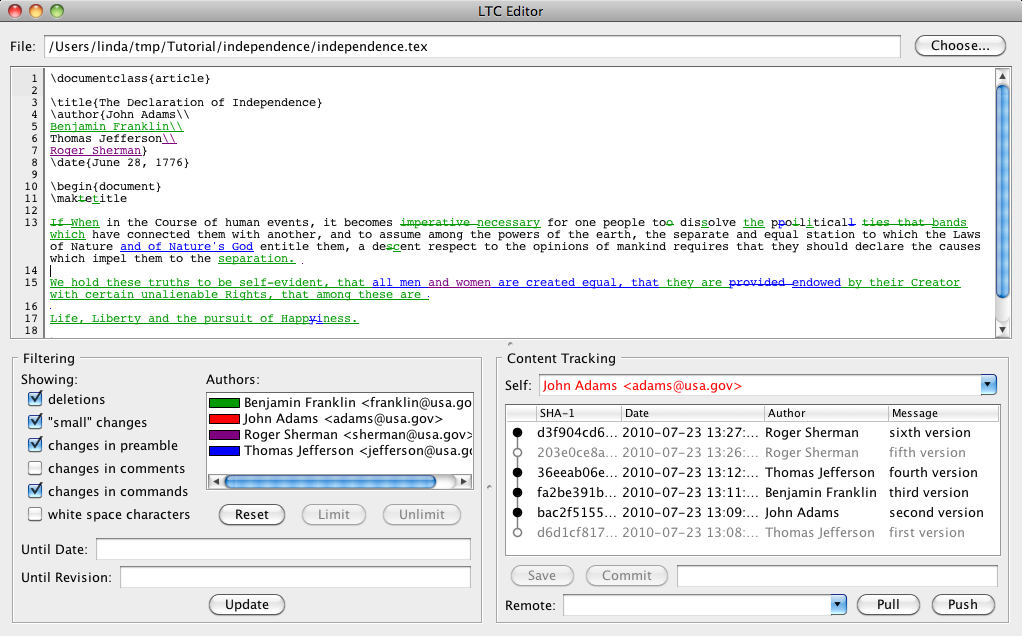 LTC Editor
File: /Users/linda/tmp/Tutorial/independence/independence.tex Choose...
1 \documentclass{article}
2
3 \title{The Declaration of Independence}
4 \author{John Adams\\
5 Benjamin Franklin\\
6 Thomas Jefferson\\
7 Roger Sherman}
8 \date{June 28, 1776}
9
10 \begin{document}
11 \maktetitle
12
13 If When in the Course of human events, it becomes imperative necessary for one people too dissolve the ppoilitical ties that bands
which have connected them with another, and to assume among the powers of the earth, the separate and equal station to which the Laws
of Nature and of Nature's God entitle them, a descent respect to the opinions of mankind requires that they should declare the causes
which impel them to the separation.
14
15 We hold these truths to be self-evident, that all men and women are created equal, that they are provided endowed by their Creator
with certain unalienable Rights, that among these are .
16 .
17 Life, Liberty and the pursuit of Happyiness.
18
Filtering
Showing:
deletions
"small" changes
changes in preamble
changes in comments
changes in commands
white space characters
Authors:
Benjamin Franklin <franklin@usa.go
John Adams <adams@usa.gov>
Roger Sherman <sherman@usa.gov>
Thomas Jefferson <jefferson@usa.g
Reset Limit Unlimit
Until Date:
Until Revision:
Update
Content Tracking
Self: John Adams <adams@usa.gov>
SHA-1 Date Author Message
d3f904cd6... 2010-07-23 13:27:... Roger Sherman sixth version
203e0ce8a... 2010-07-23 13:26:... Roger Sherman fifth version
36eeab06e... 2010-07-23 13:12:... Thomas Jefferson fourth version
fa2be391b... 2010-07-23 13:11:... Benjamin Franklin third version
bac2f5155... 2010-07-23 13:09:... John Adams second version
d6d1cf817... 2010-07-23 13:08:... Thomas Jefferson first version
Save Commit
Remote: Pull Push